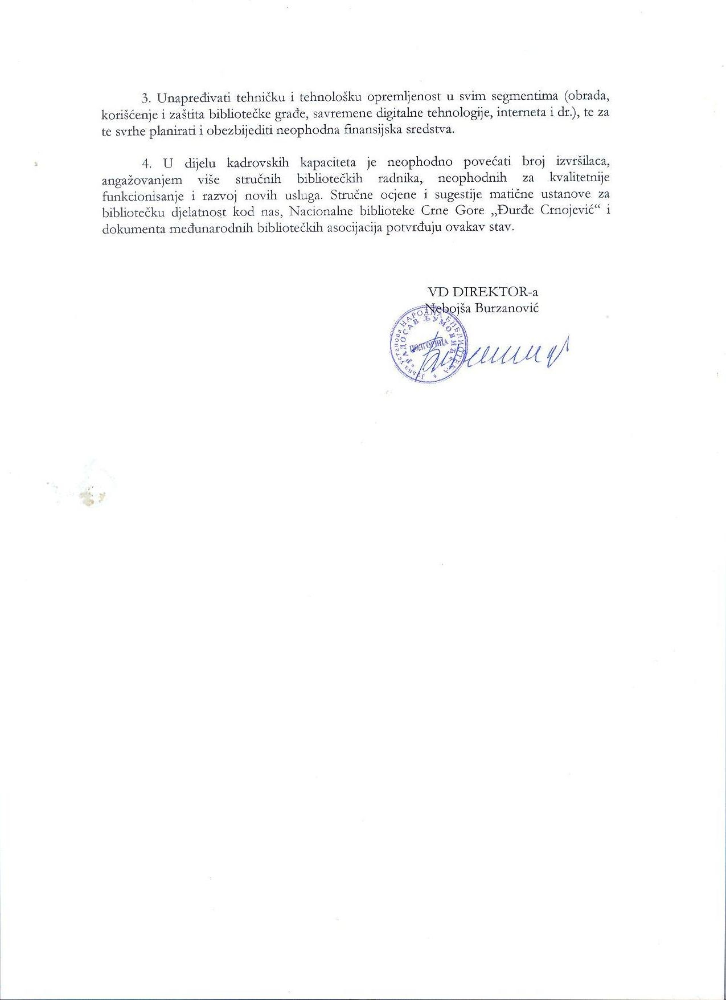 3. Unapređivati tehničku i tehnološku opremljenost u svim segmentima (obrada,
korišćenje i zaštita bibliotečke građe, savremene digitalne tehnologije, interneta i dr.), te za
te svrhe planirati i obezbijediti neophodna finansijska sredstva.
4. U dijelu kadrovskih kapaciteta je neophodno povećati broj izvršilaca,
angažovanjem više stručnih bibliotečkih radnika, neophodnih za kvalitetnije
funkcionisanje i razvoj novih usluga. Stručne ocjene i sugestije matične ustanove za
bibliotečku djelatnost kod nas, Nacionalne biblioteke Crne Gore „Đurđe Crnojević“ i
dokumenta međunarodnih bibliotečkih asocijacija potvrđuju ovakav stav.
VD DIREKTOR-a
Nebojša Burzanović
Јавна установа НАРОДНА БИБЛИОТЕКА
„РАДОСАВ ЉУМОВИЋ“
ПОДГОРИЦА